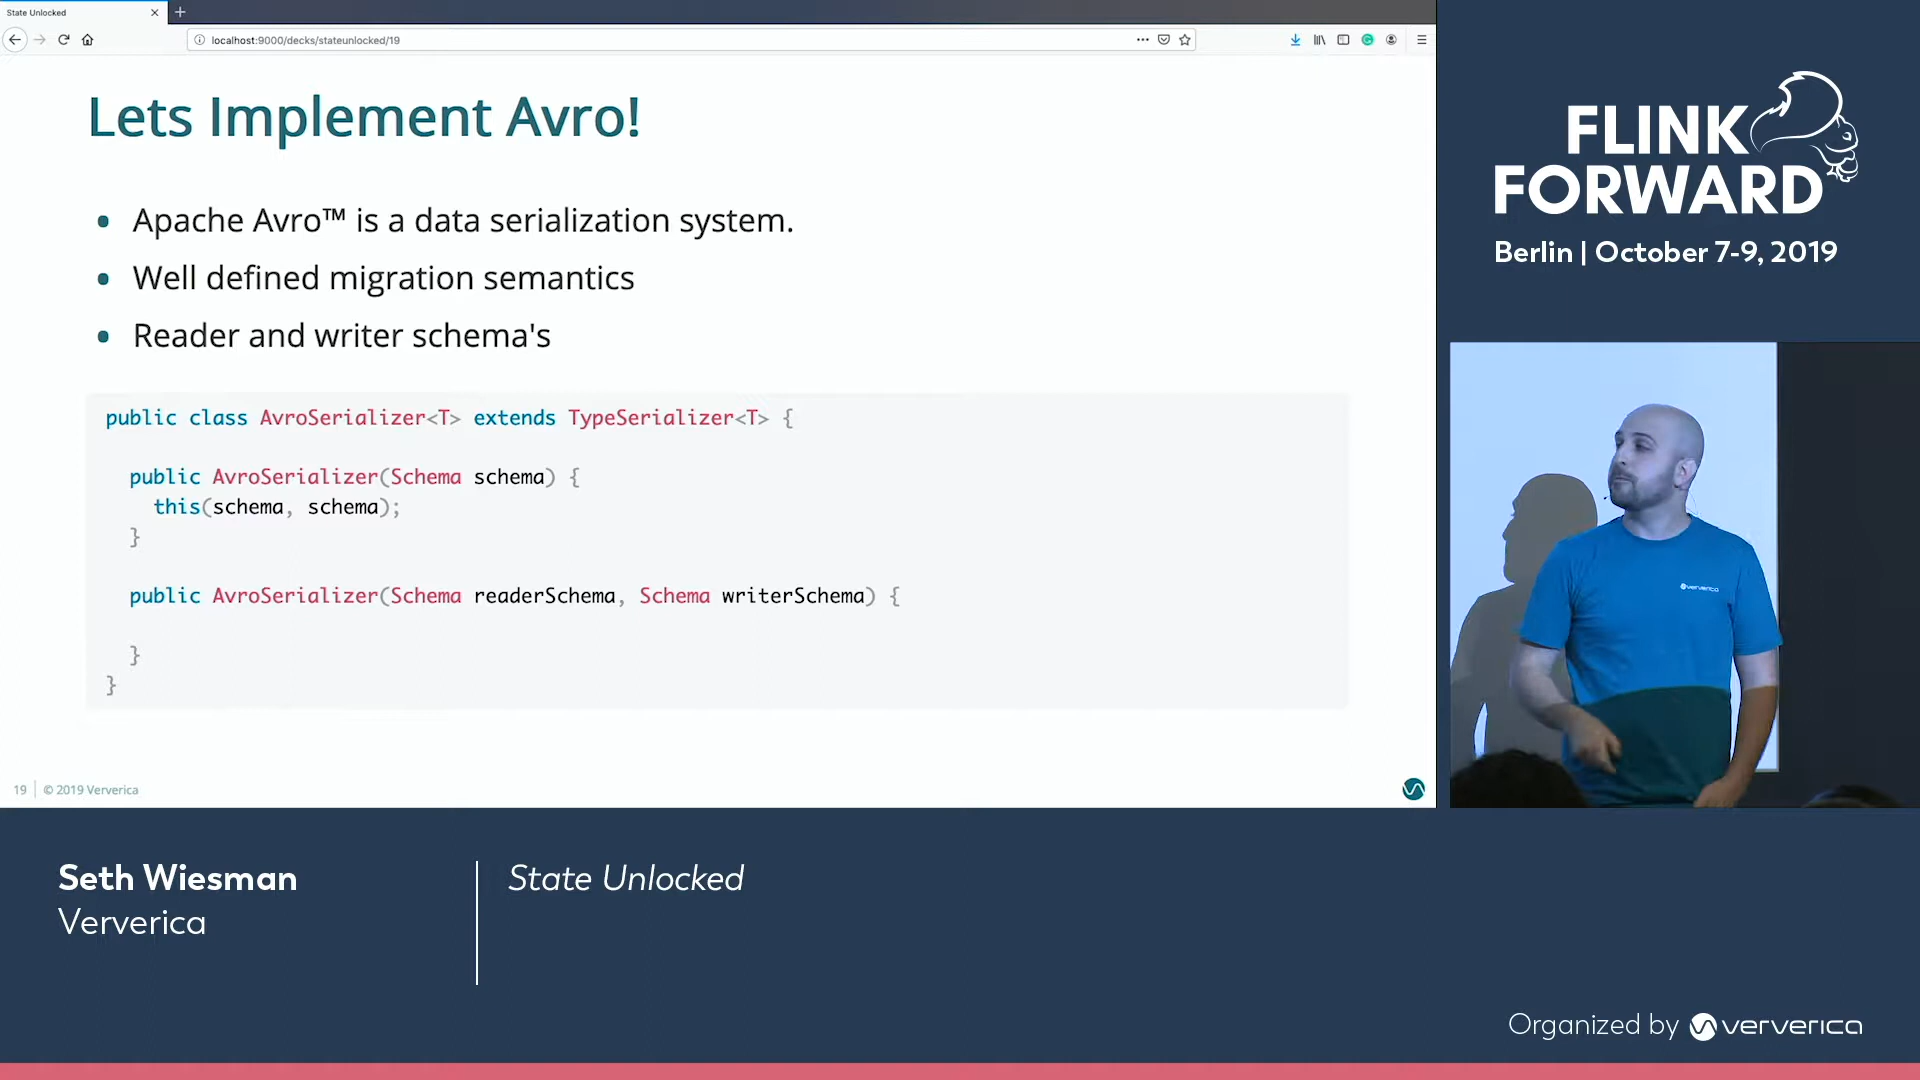 State Unlocked
localhost:9000/decks/stateunlocked/19
Lets Implement Avro!
• Apache Avro™ is a data serialization system.
• Well defined migration semantics
• Reader and writer schema's
public class AvroSerializer<T> extends TypeSerializer<T> {
public AvroSerializer(Schema schema) {
this(schema, schema);
}
public AvroSerializer(Schema readerSchema, Schema writerSchema) {
}
}
19 | © 2019 Ververica
FLINK
FORWARD
Berlin | October 7-9, 2019
ververica
Seth Wiesman
Ververica
State Unlocked
Organized by ververica